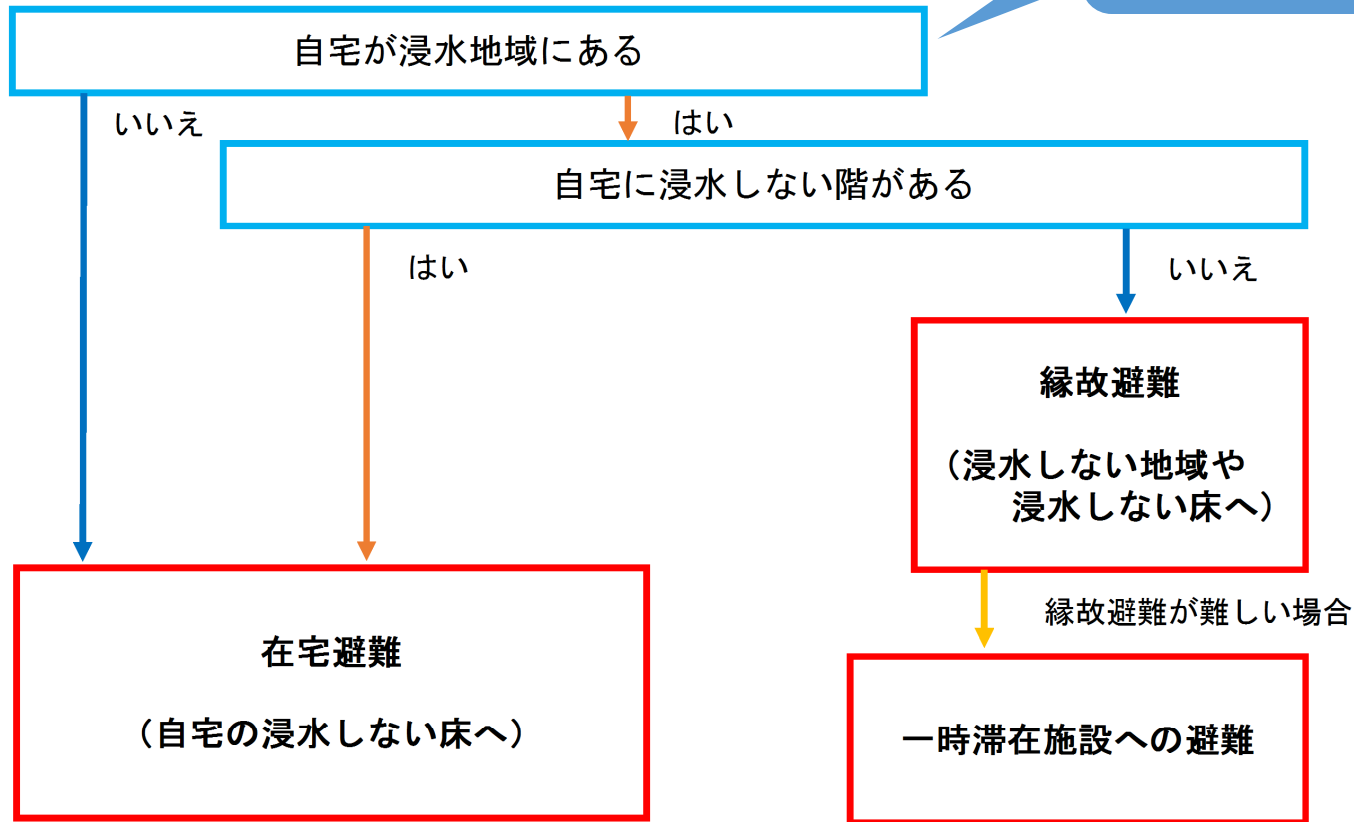 自宅が浸水地域にある
いいえ
はい
自宅に浸水しない階がある
はい
いいえ
縁故避難
（浸水しない地域や
浸水しない床へ）
縁故避難が難しい場合
在宅避難
（自宅の浸水しない床へ）
一時滞在施設への避難